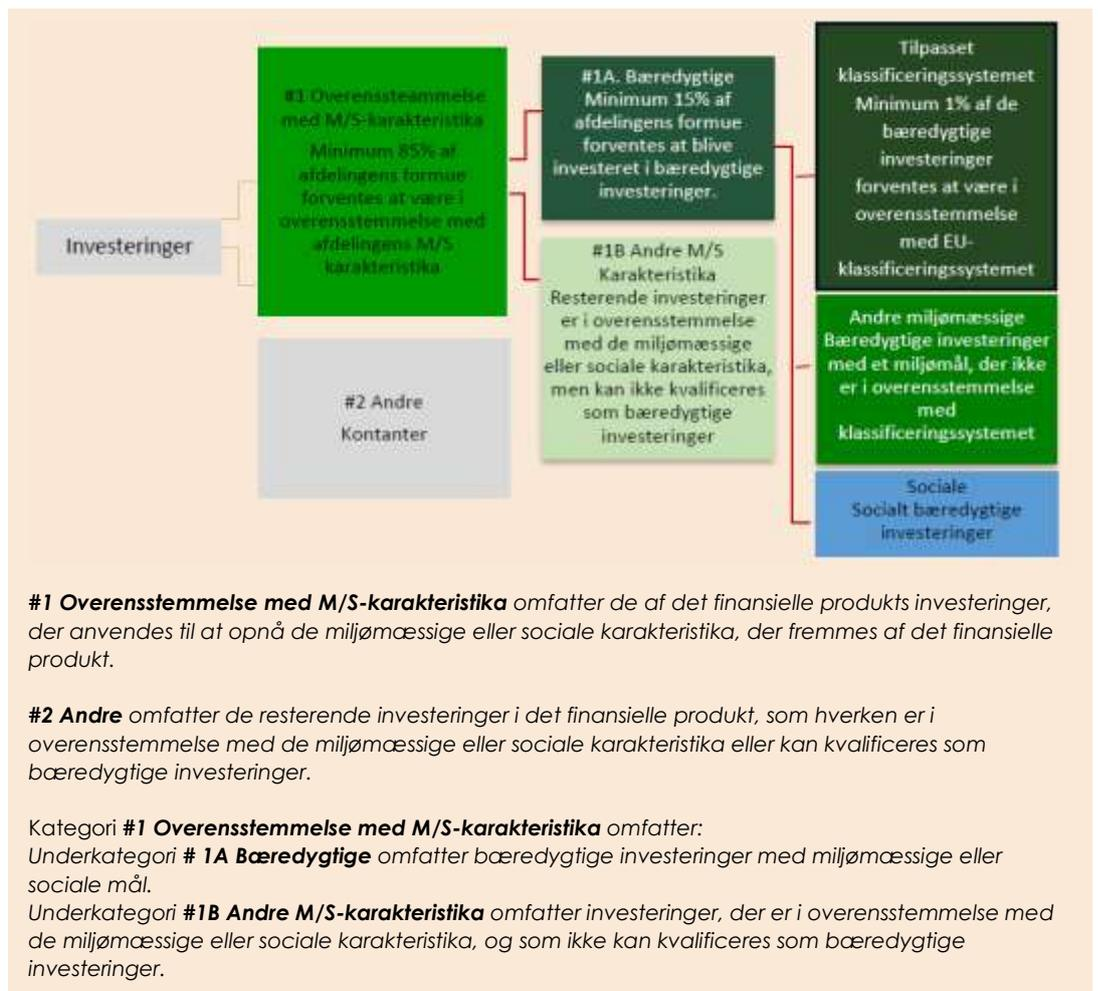 Investeringer
#1 Overenssteammelse
med M/S-karakteristika
Minimum 85% af
afdelingens formue
forventes at være i
overensstemmelse med
afdelingens M/S
karakteristika
#2 Andre
Kontanter
#1A. Bæredygtige
Minimum 15% af
afdelingens formue
forventes at blive
investeret i bæredygtige
investeringer.
#1B Andre M/S
Karakteristika
Resterende investeringer
er i overensstemmelse
med de miljømæssige
eller sociale karakteristika,
men kan ikke kvalificeres
som bæredygtige
investeringer
Tilpasset
klassificeringssystemet
Minimum 1% af de
bæredygtige
investeringer
forventes at være i
overensstemmelse
med EU-
klassificeringssystemet
Andre miljømæssige
Bæredygtige investeringer
med et miljømål, der ikke
er i overensstemmelse
med
klassificeringssystemet
Sociale
Socialt bæredygtige
investeringer
#1 Overensstemmelse med M/S-karakteristika omfatter de af det finansielle produkts investeringer,
der anvendes til at opnå de miljømæssige eller sociale karakteristika, der fremmes af det finansielle
produkt.
#2 Andre omfatter de resterende investeringer i det finansielle produkt, som hverken er i
overensstemmelse med de miljømæssige eller sociale karakteristika eller kan kvalificeres som
bæredygtige investeringer.
Kategori #1 Overensstemmelse med M/S-karakteristika omfatter:
Underkategori # 1A Bæredygtige omfatter bæredygtige investeringer med miljømæssige eller
sociale mål.
Underkategori #1B Andre M/S-karakteristika omfatter investeringer, der er i overensstemmelse med
de miljømæssige eller sociale karakteristika, og som ikke kan kvalificeres som bæredygtige
investeringer.